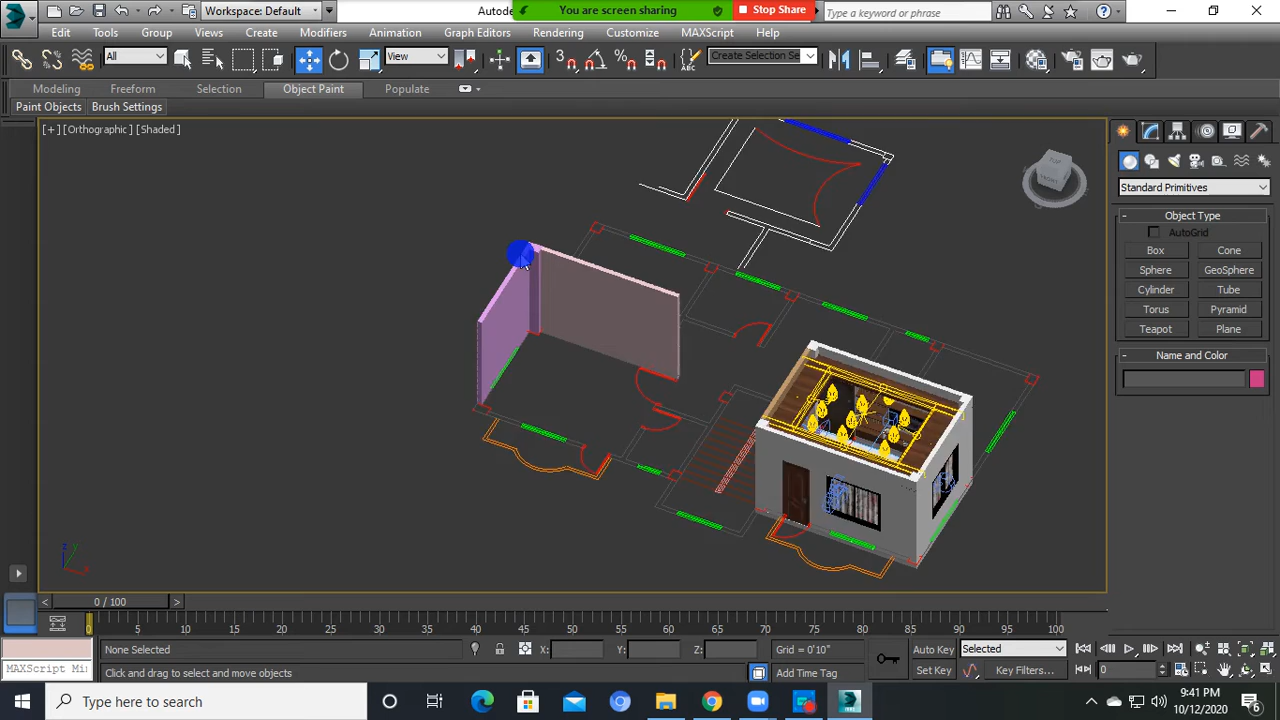 Workspace: Default
Autod
You are screen sharing
Stop Share
Type a keyword or phrase
Edit Tools Group Views Create Modifiers Animation Graph Editors Rendering Customize MAXScript Help
All
View
3
Create Selection Se
Modeling Freeform Selection Object Paint Populate
Paint Objects Brush Settings
[+] [Orthographic] [Shaded]
TOP
FRONT
Standard Primitives
Object Type
AutoGrid
Box Cone
Sphere GeoSphere
Cylinder Tube
Torus Pyramid
Teapot Plane
Name and Color
z y x
< 0 / 100 >
0 5 10 15 20 25 30 35 40 45 50 55 60 65 70 75 80 85 90 95 100
None Selected
X: Y: Z: Grid = 0'10"
Auto Key Selected
MAXScript Mi
Click and drag to select and move objects
Add Time Tag
Set Key Key Filters... 0
Type here to search
9:41 PM
10/12/2020